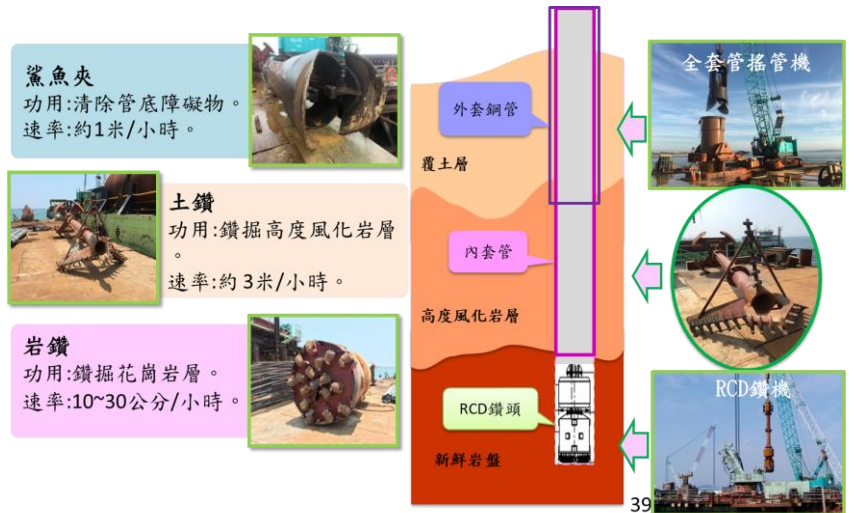 鯊魚夾
功用:清除管底障礙物。
速率:約1米/小時。
土鑽
功用:鑽掘高度風化岩層
。
速率:約3米/小時。
岩鑽
功用:鑽掘花崗岩層。
速率:10~30公分/小時。
外套鋼管
覆土層
內套管
高度風化岩層
RCD鑽頭
新鮮岩盤
全套管搖管機
RCD鑽機
39